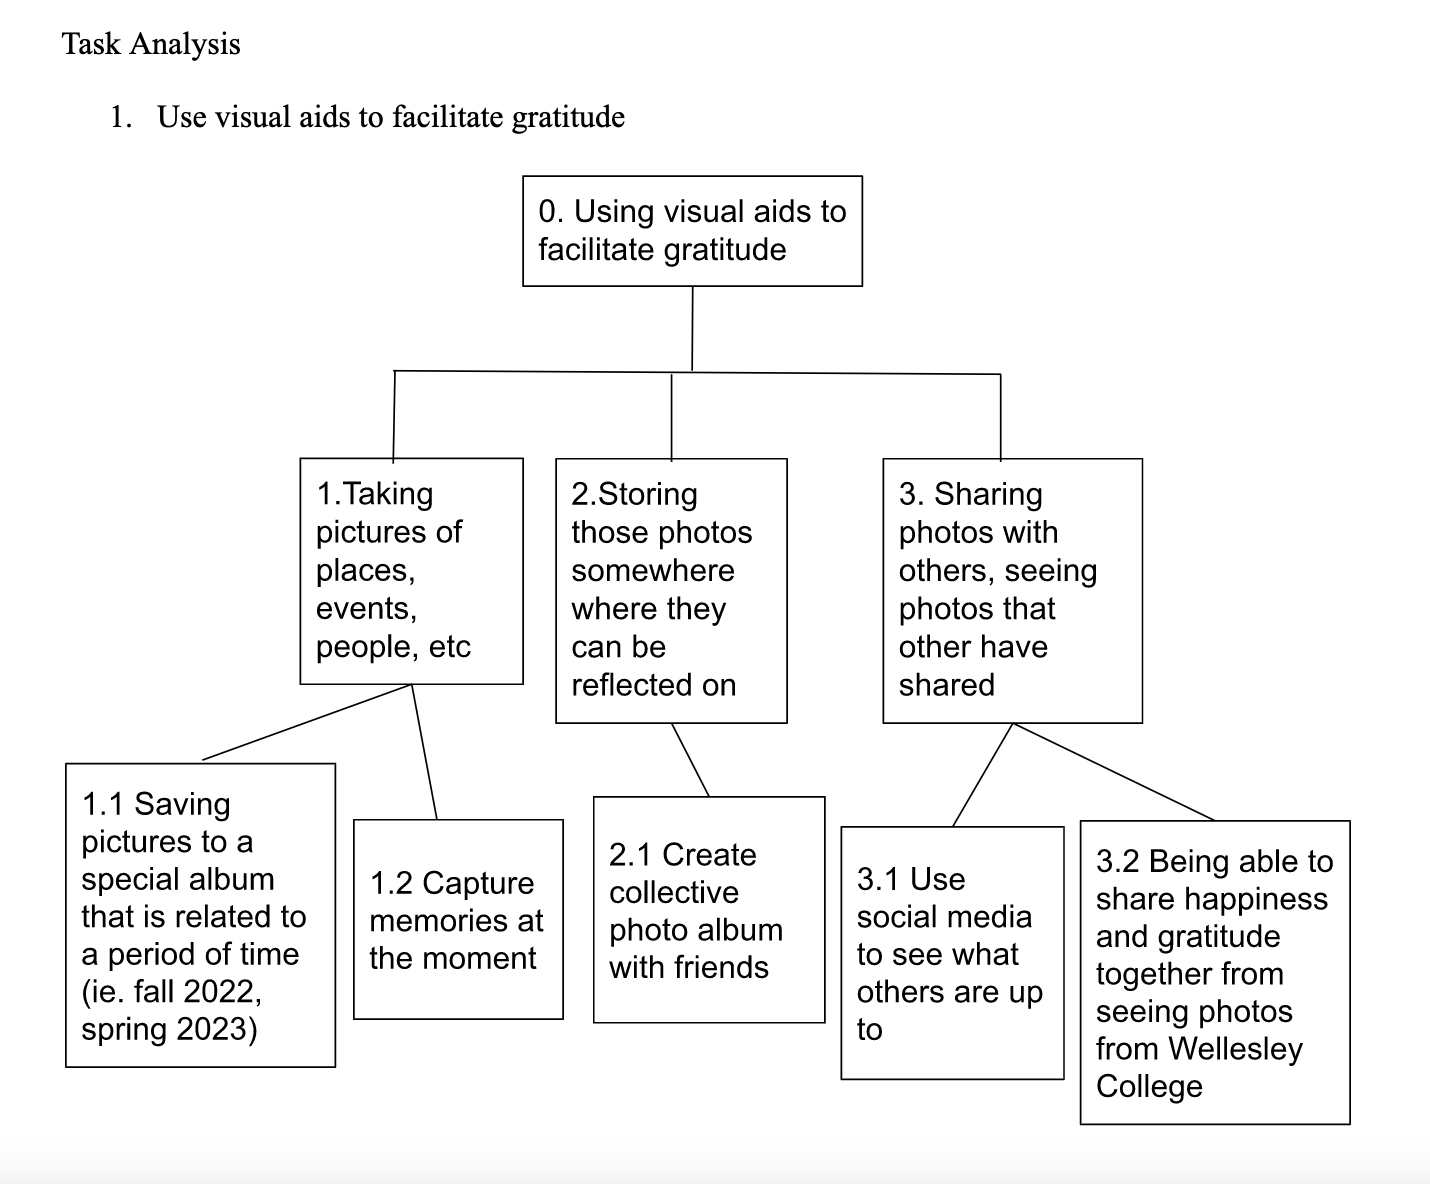 Task Analysis
1. Use visual aids to facilitate gratitude
0. Using visual aids to
facilitate gratitude
1.Taking
pictures of
places,
events,
people, etc
2.Storing
those photos
somewhere
where they
can be
reflected on
3. Sharing
photos with
others, seeing
photos that
other have
shared
1.1 Saving
pictures to a
special album
that is related to
a period of time
(ie. fall 2022,
spring 2023)
1.2 Capture
memories at
the moment
2.1 Create
collective
photo album
with friends
3.1 Use
social media
to see what
others are up
to
3.2 Being able to
share happiness
and gratitude
together from
seeing photos
from Wellesley
College